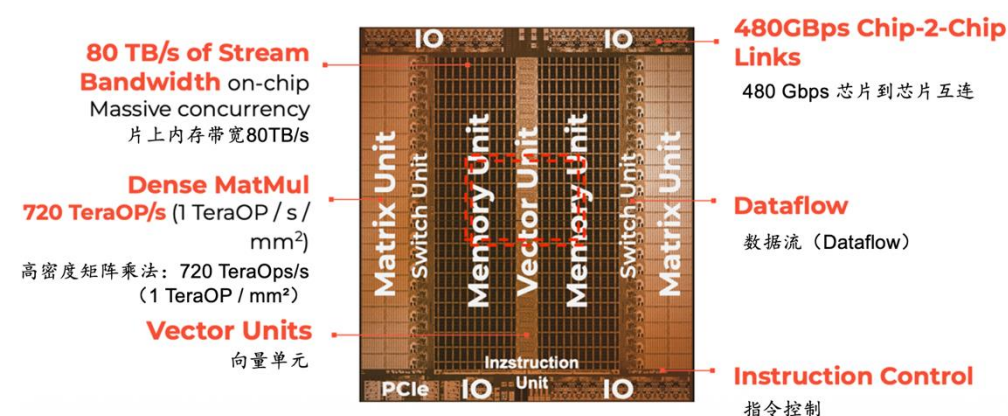 80 TB/s of Stream
Bandwidth on-chip
Massive concurrency
片上内存带宽80TB/s
Dense MatMul
720 TeraOP/s (1 TeraOP / s /
mm²)
高密度矩阵乘法：720 TeraOps/s
（1 TeraOP / mm²）
Vector Units
向量单元
IO
IO
Matrix Unit
Switch Unit
Memory Unit
Vector Unit
Memory Unit
Switch Unit
Matrix Unit
Inzstruction
Unit
PCIe
IO
IO
480GBps Chip-2-Chip
Links
480 Gbps 芯片到芯片互连
Dataflow
数据流（Dataflow）
Instruction Control
指令控制